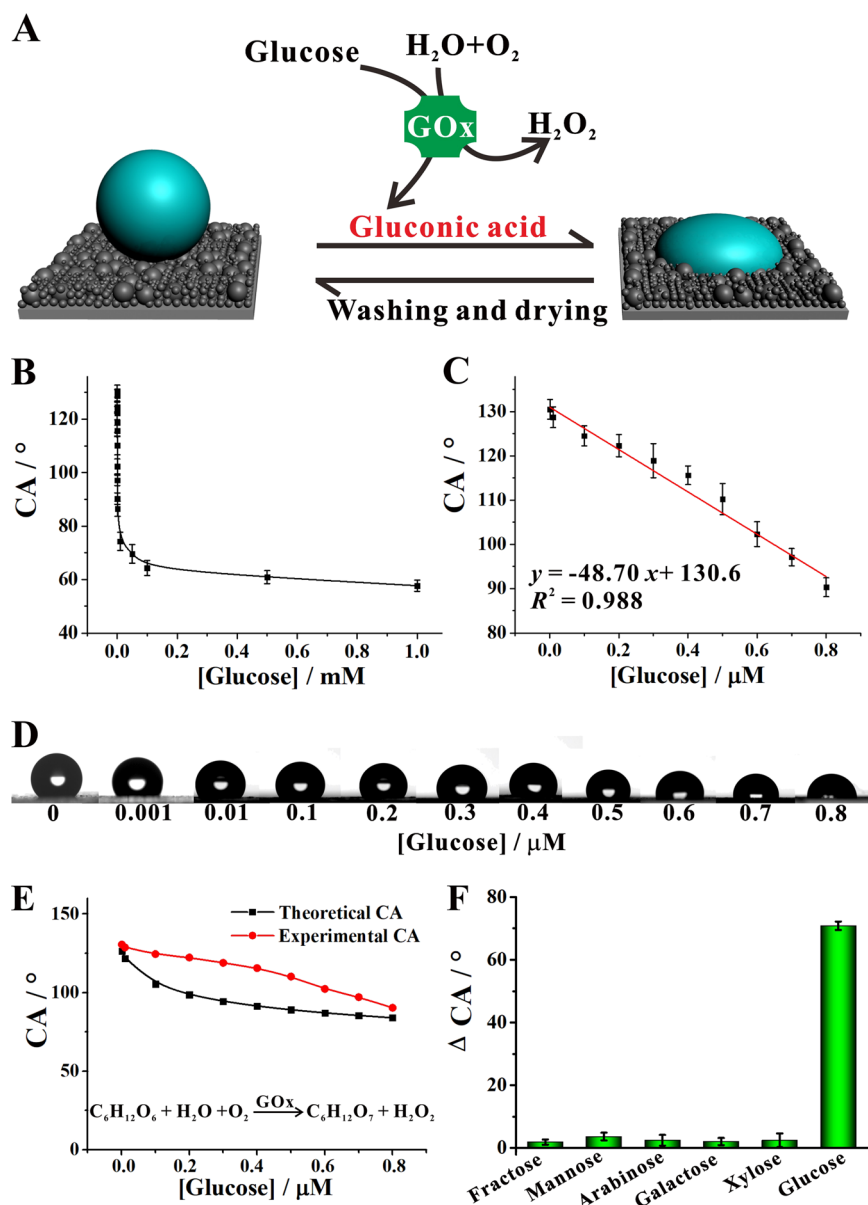 A
Glucose
H₂O+O₂
GOx
H₂O₂
Gluconic acid
Washing and drying
B
CA / °
120
100
80
60
40
0.0 0.2 0.4 0.6 0.8 1.0
[Glucose] / mM
C
CA / °
130
120
110
100
90
80
y = -48.70 x+ 130.6
R² = 0.988
0.0 0.2 0.4 0.6 0.8
[Glucose] / μM
D
0 0.001 0.01 0.1 0.2 0.3 0.4 0.5 0.6 0.7 0.8
[Glucose] / μM
E
CA / °
150
100
50
0
Theoretical CA
Experimental CA
C₆H₁₂O₆ + H₂O +O₂ GOx C₆H₁₂O₇ + H₂O₂
0.0 0.2 0.4 0.6 0.8
[Glucose] / μM
F
Δ CA / °
80
60
40
20
0
Fractose Mannose Arabinose Galactose Xylose Glucose